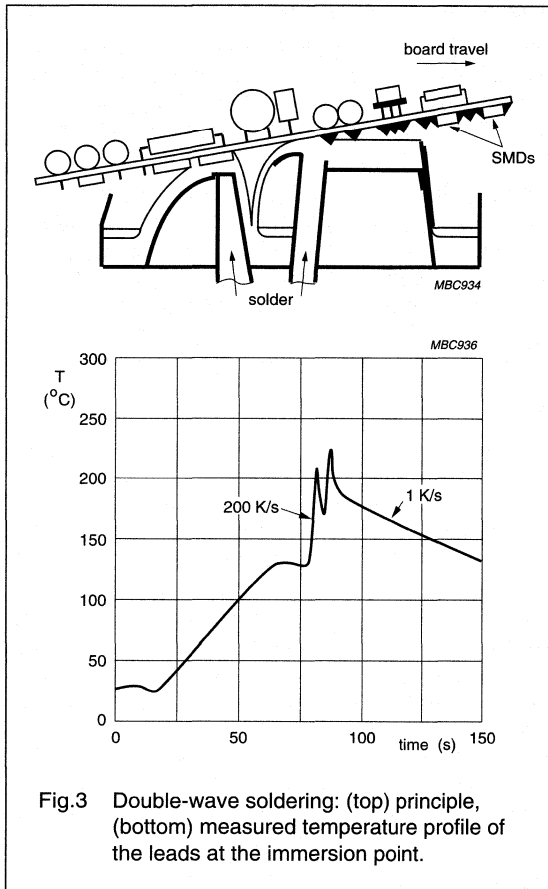 board travel
SMDs
MBC934
solder
MBC936
300
T
(°C)
250
200
200 K/s
1 K/s
150
100
50
0
0 50 100 time (s) 150
Fig.3 Double-wave soldering: (top) principle,
(bottom) measured temperature profile of
the leads at the immersion point.